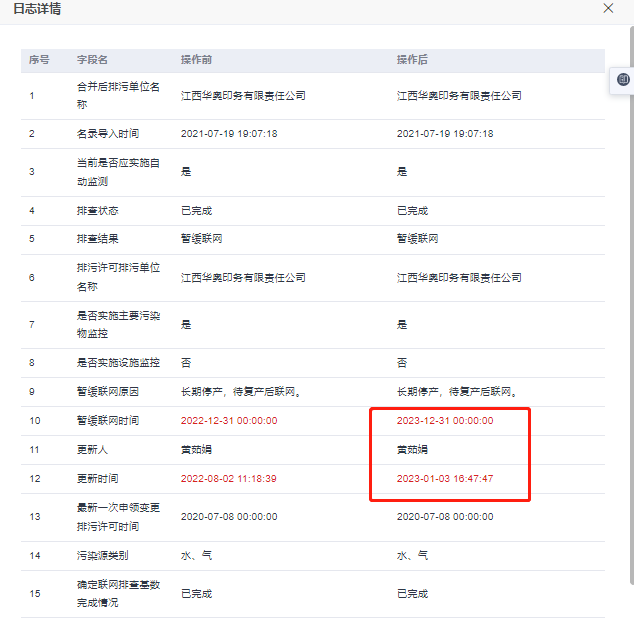 日志详情
序号 字段名 操作前 操作后
1 合并后排污单位名 江西华奥印务有限责任公司 江西华奥印务有限责任公司
称
2 名录导入时间 2021-07-19 19:07:18 2021-07-19 19:07:18
3 当前是否应实施自 是 是
动监测
4 排查状态 已完成 已完成
5 排查结果 暂缓联网 暂缓联网
6 排污许可排污单位 江西华奥印务有限责任公司 江西华奥印务有限责任公司
名称
7 是否实施主要污染 是 是
物监控
8 是否实施设施监控 否 否
9 暂缓联网原因 长期停产，待复产后联网。 长期停产，待复产后联网。
10 暂缓联网时间 2022-12-31 00:00:00 2023-12-31 00:00:00
11 更新人 黄茹娟 黄茹娟
12 更新时间 2022-08-02 11:18:39 2023-01-03 16:47:47
13 最新一次申领变更 2020-07-08 00:00:00 2020-07-08 00:00:00
排污许可时间
14 污染源类别 水、气 水、气
15 确定联网排查基数 已完成 已完成
完成情况